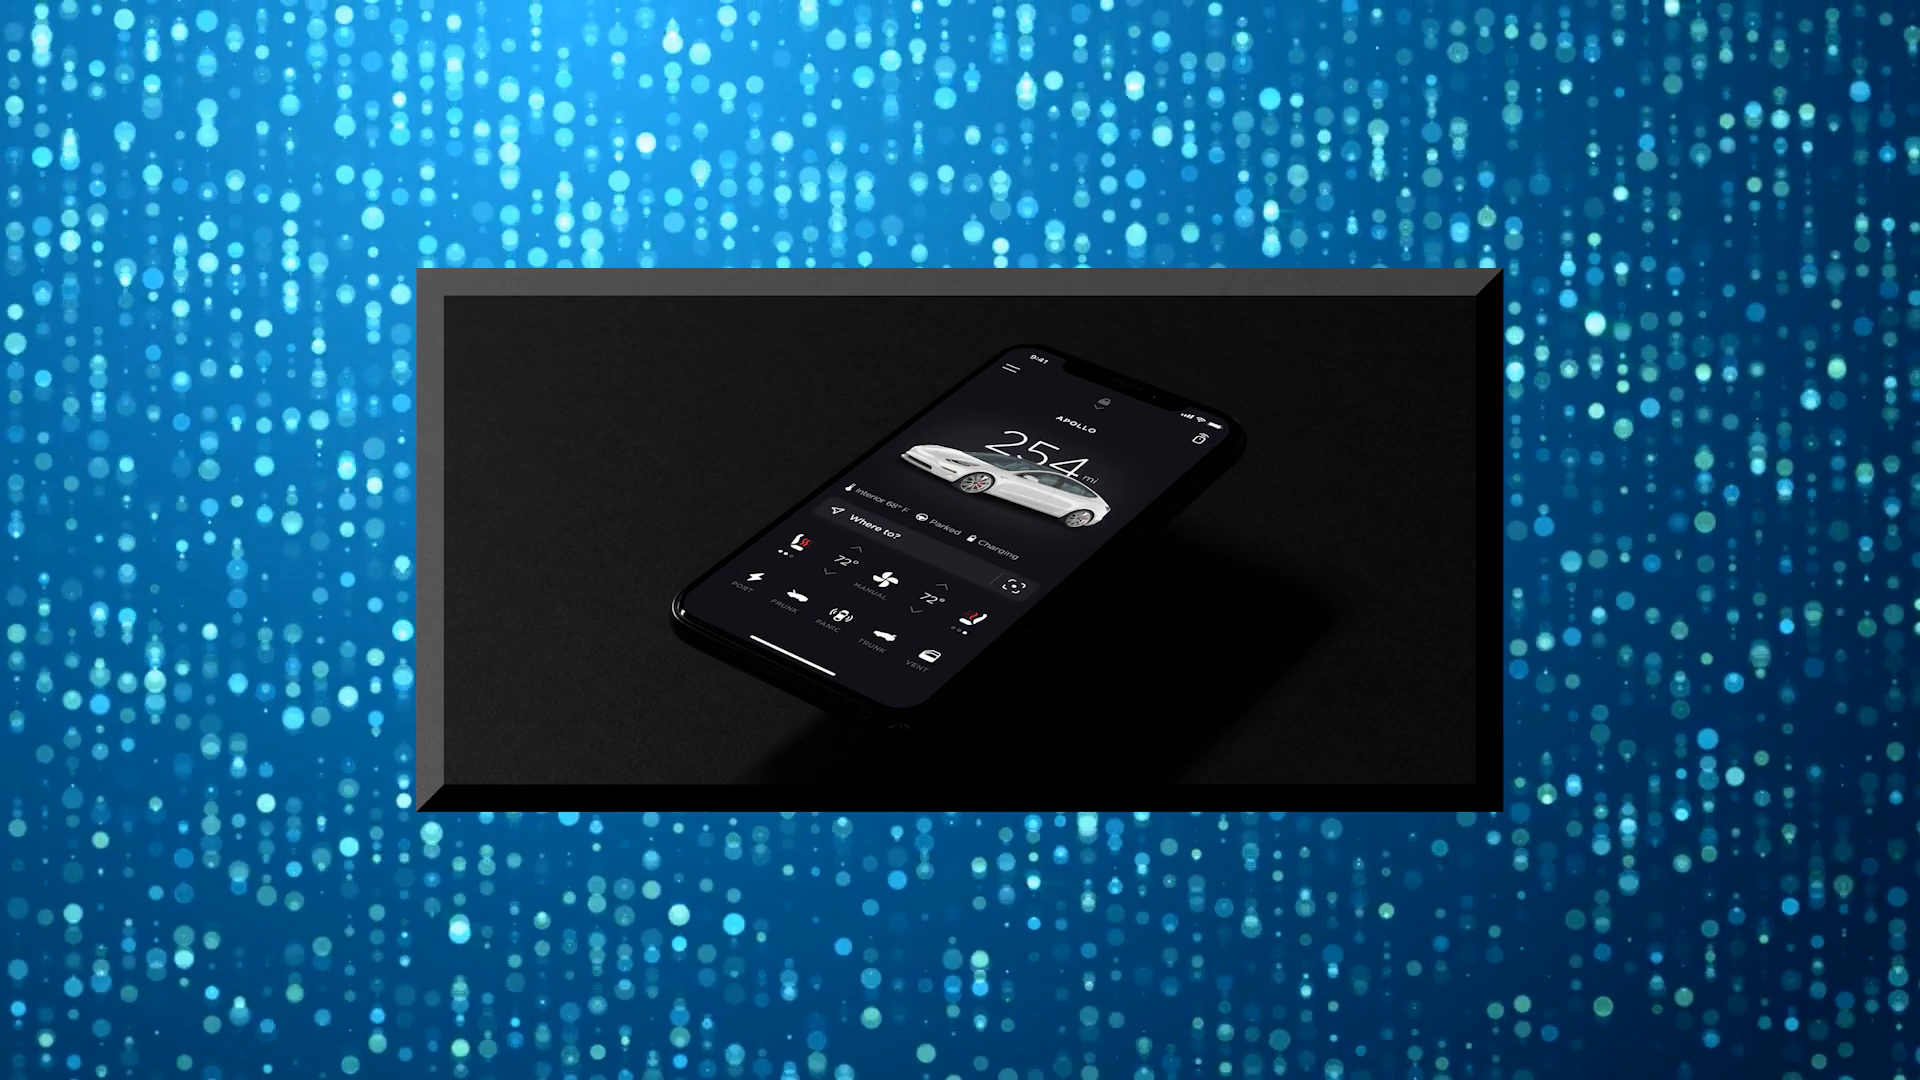 9:41
APOLLO
254 mi
Interior 68° F Parked Charging
Where to?
72° MANUAL 72°
PORT FRUNK PANIC TRUNK VENT